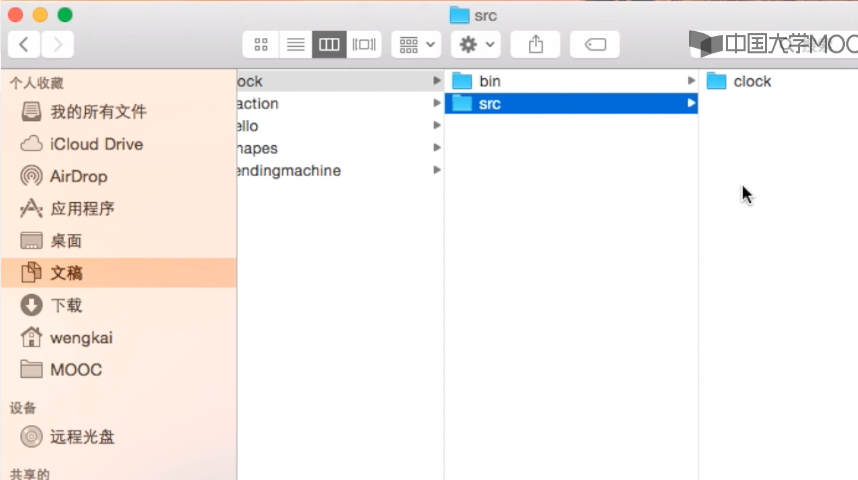 src
中国大学MOOC
个人收藏
我的所有文件
iCloud Drive
AirDrop
应用程序
桌面
文稿
下载
wengkai
MOOC
设备
远程光盘
共享的
ock
action
ello
hapes
endingmachine
bin
src
clock